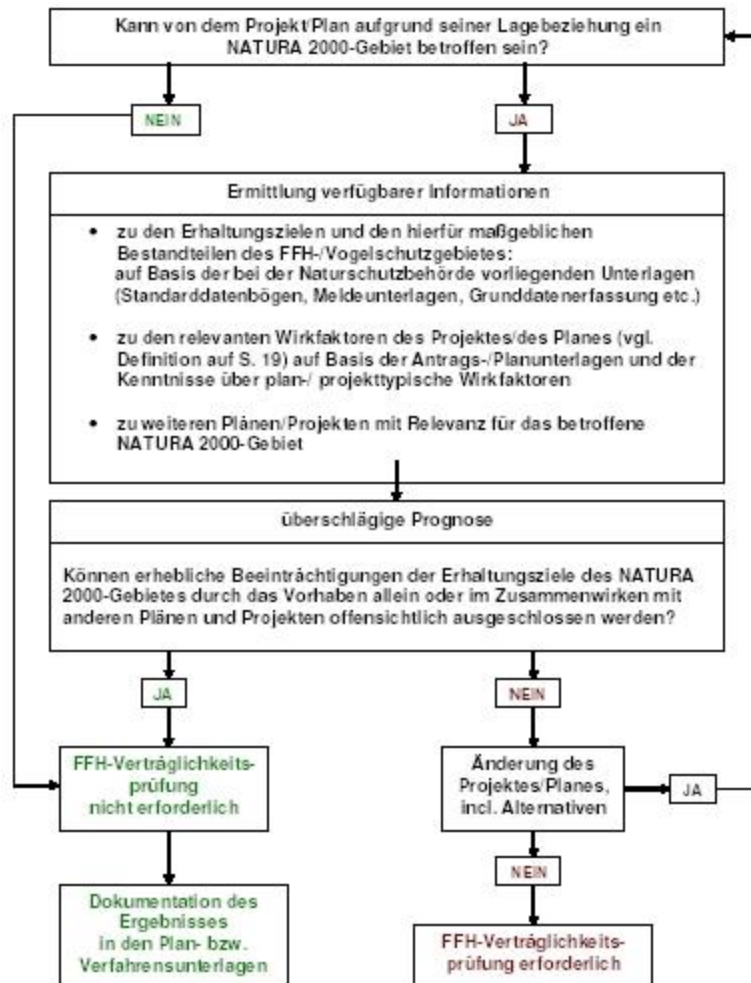 Kann von dem Projekt/Plan aufgrund seiner Lagebeziehung ein
NATURA 2000-Gebiet betroffen sein?
NEIN
JA
Ermittlung verfügbarer Informationen
• zu den Erhaltungszielen und den hierfür maßgeblichen
Bestandteilen des FFH-/Vogelschutzgebietes:
auf Basis der bei der Naturschutzbehörde vorliegenden Unterlagen
(Standarddatenbögen, Meldeunterlagen, Grunddatenerfassung etc.)
• zu den relevanten Wirkfaktoren des Projektes/des Planes (vgl.
Definition auf S. 19) auf Basis der Antrags-/Planunterlagen und der
Kenntnisse über plan-/ projekttypische Wirkfaktoren
• zu weiteren Plänen/Projekten mit Relevanz für das betroffene
NATURA 2000-Gebiet
überschlägige Prognose
Können erhebliche Beeinträchtigungen der Erhaltungsziele des NATURA
2000-Gebietes durch das Vorhaben allein oder im Zusammenwirken mit
anderen Plänen und Projekten offensichtlich ausgeschlossen werden?
JA
NEIN
FFH-Verträglichkeits-
prüfung
nicht erforderlich
Änderung des
Projektes/Planes,
incl. Alternativen
JA
NEIN
Dokumentation des
Ergebnisses
in den Plan- bzw.
Verfahrensunterlagen
FFH-Verträglichkeits-
prüfung erforderlich